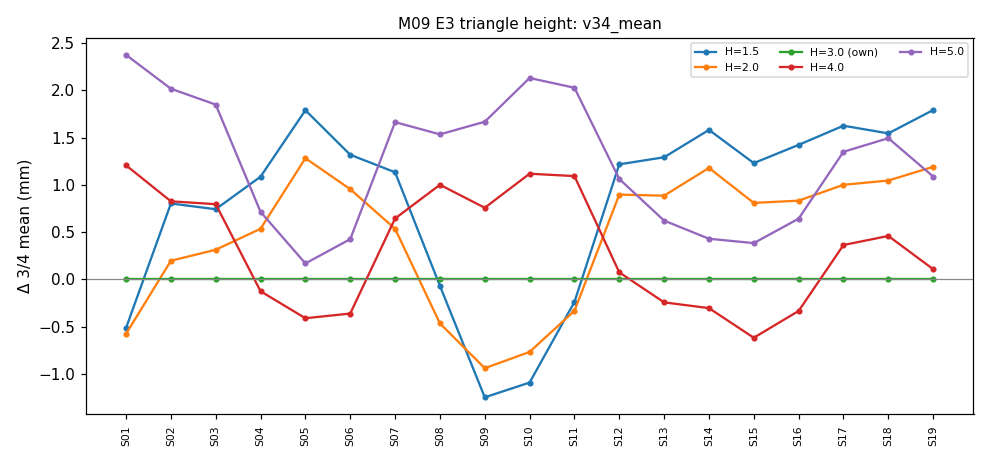 M09 E3 triangle height: v34_mean
H=1.5
H=2.0
H=3.0 (own)
H=4.0
H=5.0
Δ 3/4 mean (mm)
2.5
2.0
1.5
1.0
0.5
0.0
−0.5
−1.0
S01 S02 S03 S04 S05 S06 S07 S08 S09 S10 S11 S12 S13 S14 S15 S16 S17 S18 S19